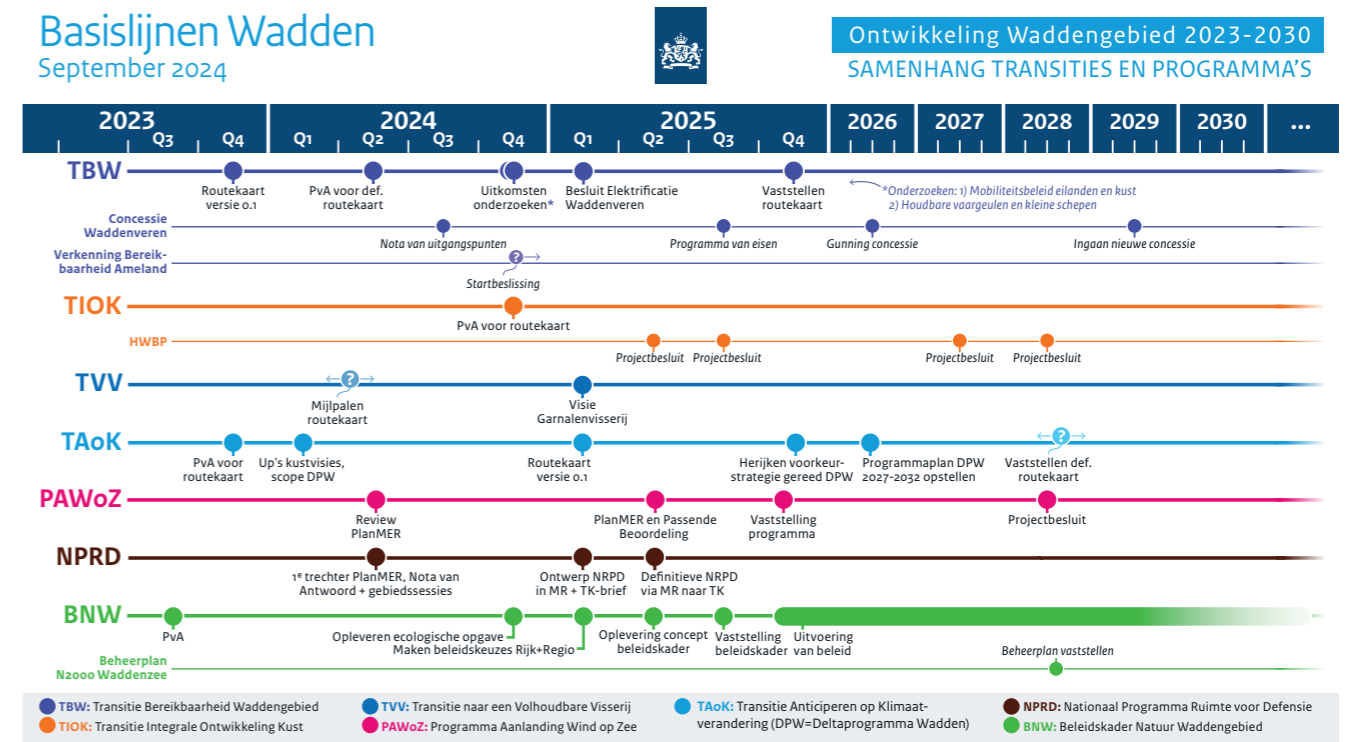 Basislijnen Wadden
September 2024
Ontwikkeling Waddengebied 2023-2030
SAMENHANG TRANSITIES EN PROGRAMMA'S
2023 2024 2025 2026 2027 2028 2029 2030 ...
Q3 Q4 Q1 Q2 Q3 Q4 Q1 Q2 Q3 Q4
TBW
Routekaart
versie 0.1
PvA voor def.
routekaart
Uitkomsten
onderzoeken*
Besluit Elektrificatie
Waddenveren
Vaststellen
routekaart
*Onderzoeken: 1) Mobiliteitsbeleid eilanden en kust
2) Houdbare vaargeulen en kleine schepen
Concessie
Waddenveren
Nota van uitgangspunten
Programma van eisen
Gunning concessie
Ingaan nieuwe concessie
Verkenning Bereik-
baarheid Ameland
?
Startbeslissing
TIOK
PvA voor routekaart
HWBP
Projectbesluit
Projectbesluit
Projectbesluit
Projectbesluit
TVV
?
Mijlpalen
routekaart
Visie
Garnalenvisserij
TAoK
?
PvA voor
routekaart
Up's kustvisies,
scope DPW
Routekaart
versie 0.1
Herijken voorkeur-
strategie gereed DPW
Programmaplan DPW
2027-2032 opstellen
Vaststellen def.
routekaart
PAWoZ
Review
PlanMER
PlanMER en Passende
Beoordeling
Vaststelling
programma
Projectbesluit
NPRD
1e trechter PlanMER, Nota van
Antwoord + gebiedssessies
Ontwerp NRPD
in MR + TK-brief
Definitieve NRPD
via MR naar TK
BNW
PvA
Opleveren ecologische opgave
Maken beleidskeuzes Rijk+Regio
Oplevering concept
beleidskader
Vaststelling
beleidskader
Uitvoering
van beleid
Beheerplan
N2000 Waddenzee
Beheerplan vaststellen
TBW: Transitie Bereikbaarheid Waddengebied
TIOK: Transitie Integrale Ontwikkeling Kust
TVV: Transitie naar een Volhoudbare Visserij
PAWoZ: Programma Aanlanding Wind op Zee
TAoK: Transitie Anticiperen op Klimaat-
verandering (DPW=Deltaprogramma Wadden)
NPRD: Nationaal Programma Ruimte voor Defensie
BNW: Beleidskader Natuur Waddengebied